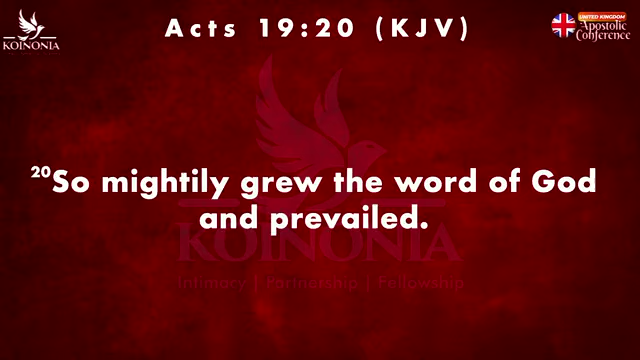 Acts 19:20 (KJV)
KOINONIA
UNITED KINGDOM
Apostolic
Conference
20So mightily grew the word of God
and prevailed.
KOINONIA
Intimacy | Partnership | Fellowship